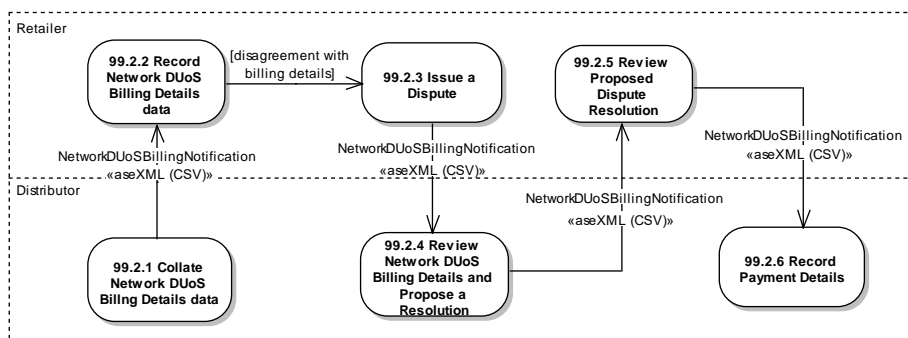 Retailer
99.2.2 Record
Network DUoS
Billing Details
data
[disagreement with
billing details]
99.2.3 Issue a
Dispute
99.2.5 Review
Proposed
Dispute
Resolution
NetworkDUoSBillingNotification
«aseXML (CSV)»
NetworkDUoSBillingNotification
«aseXML (CSV)»
NetworkDUoSBillingNotification
«aseXML (CSV)»
Distributor
NetworkDUoSBillingNotification
«aseXML (CSV)»
99.2.1 Collate
Network DUoS
Billng Details data
99.2.4 Review
Network DUoS
Billing Details and
Propose a
Resolution
99.2.6 Record
Payment Details